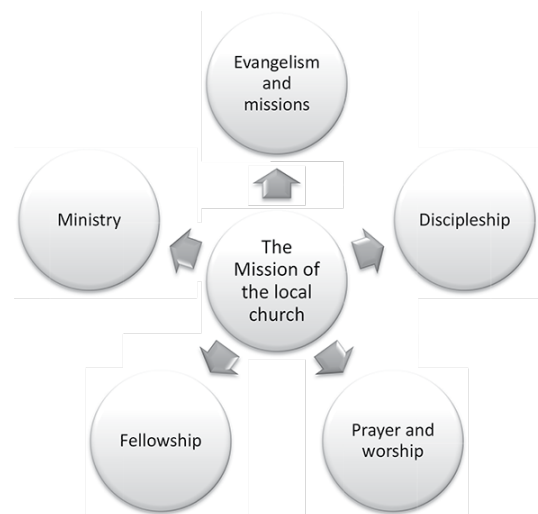 Evangelism
and
missions
Ministry
Discipleship
The
Mission of
the local
church
Fellowship
Prayer and
worship